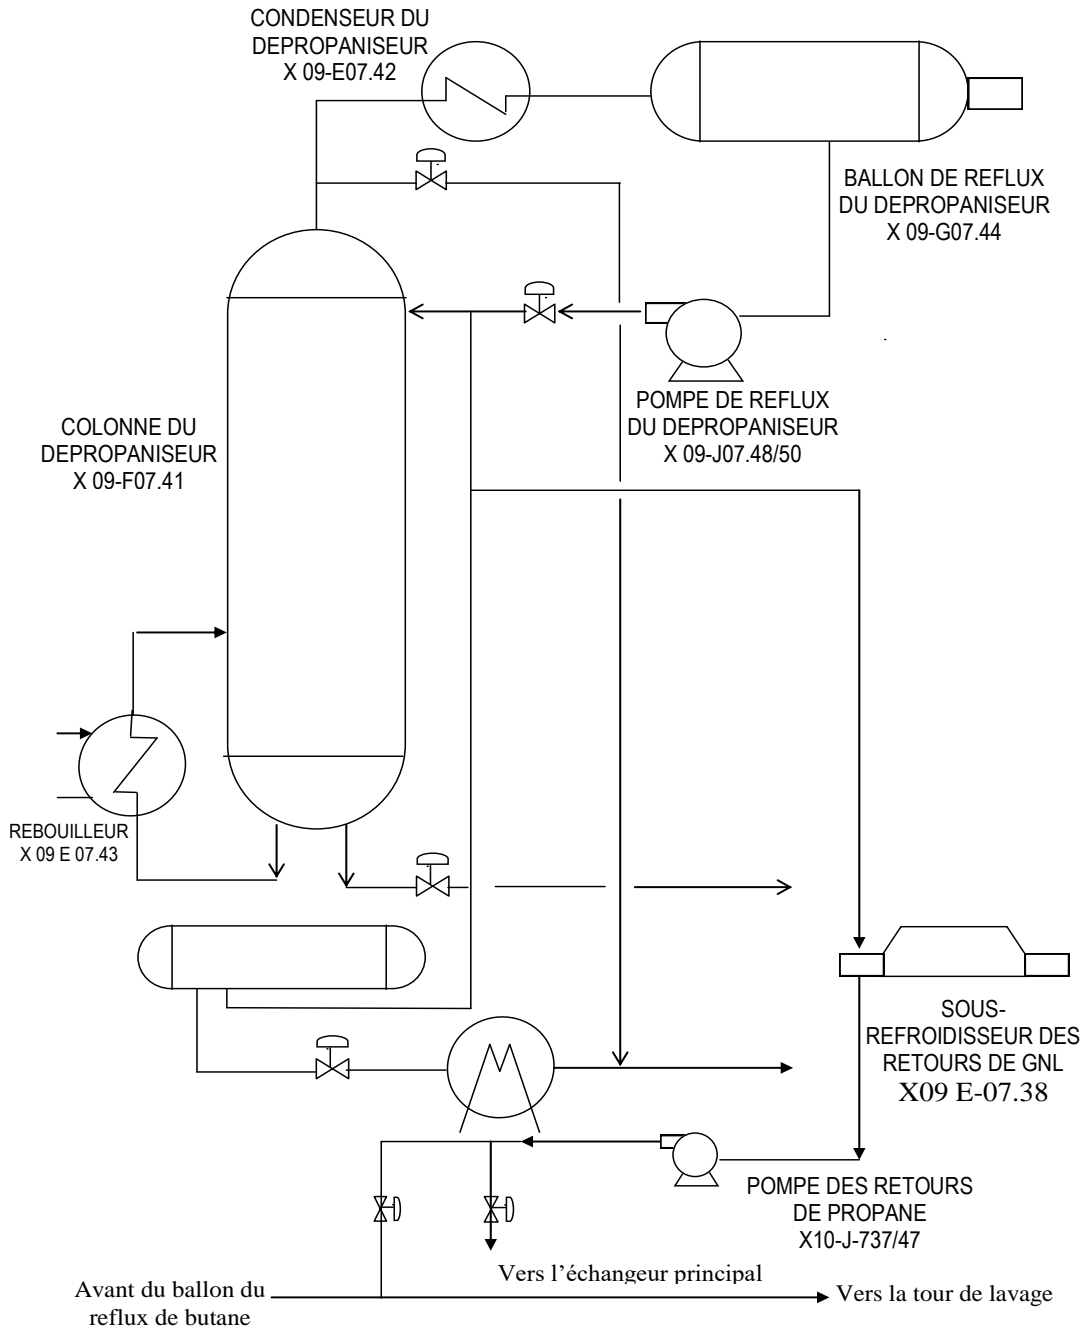 CONDENSEUR DU
DEPROPANISEUR
X 09-E07.42
BALLON DE REFLUX
DU DEPROPANISEUR
X 09-G07.44
POMPE DE REFLUX
DU DEPROPANISEUR
X 09-J07.48/50
COLONNE DU
DEPROPANISEUR
X 09-F07.41
REBOUILLEUR
X 09 E 07.43
SOUS-
REFROIDISSEUR DES
RETOURS DE GNL
X09 E-07.38
POMPE DES RETOURS
DE PROPANE
X10-J-737/47
Vers l’échangeur principal
Avant du ballon du
reflux de butane
Vers la tour de lavage